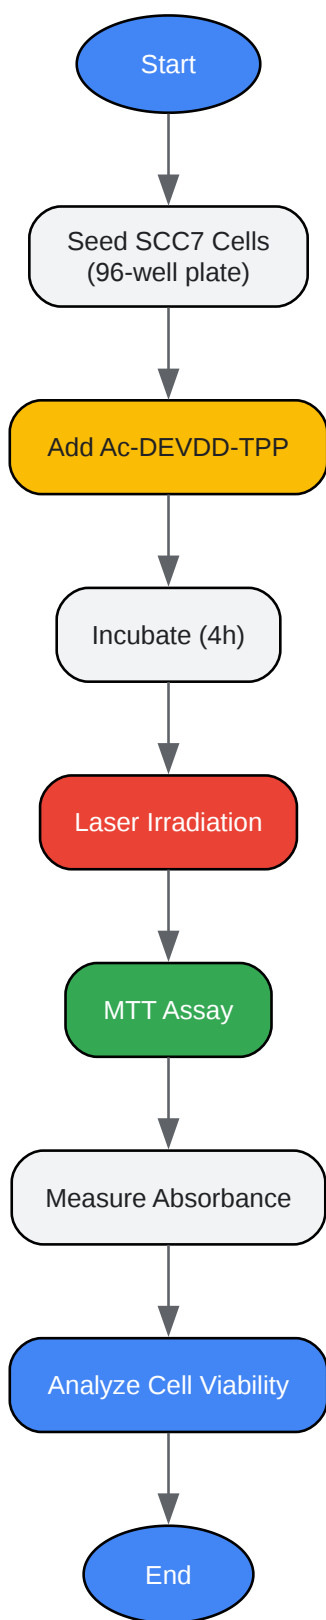 Start
Seed SCC7 Cells
(96-well plate)
Add Ac-DEVDD-TPP
Incubate (4h)
Laser Irradiation
MTT Assay
Measure Absorbance
Analyze Cell Viability
End